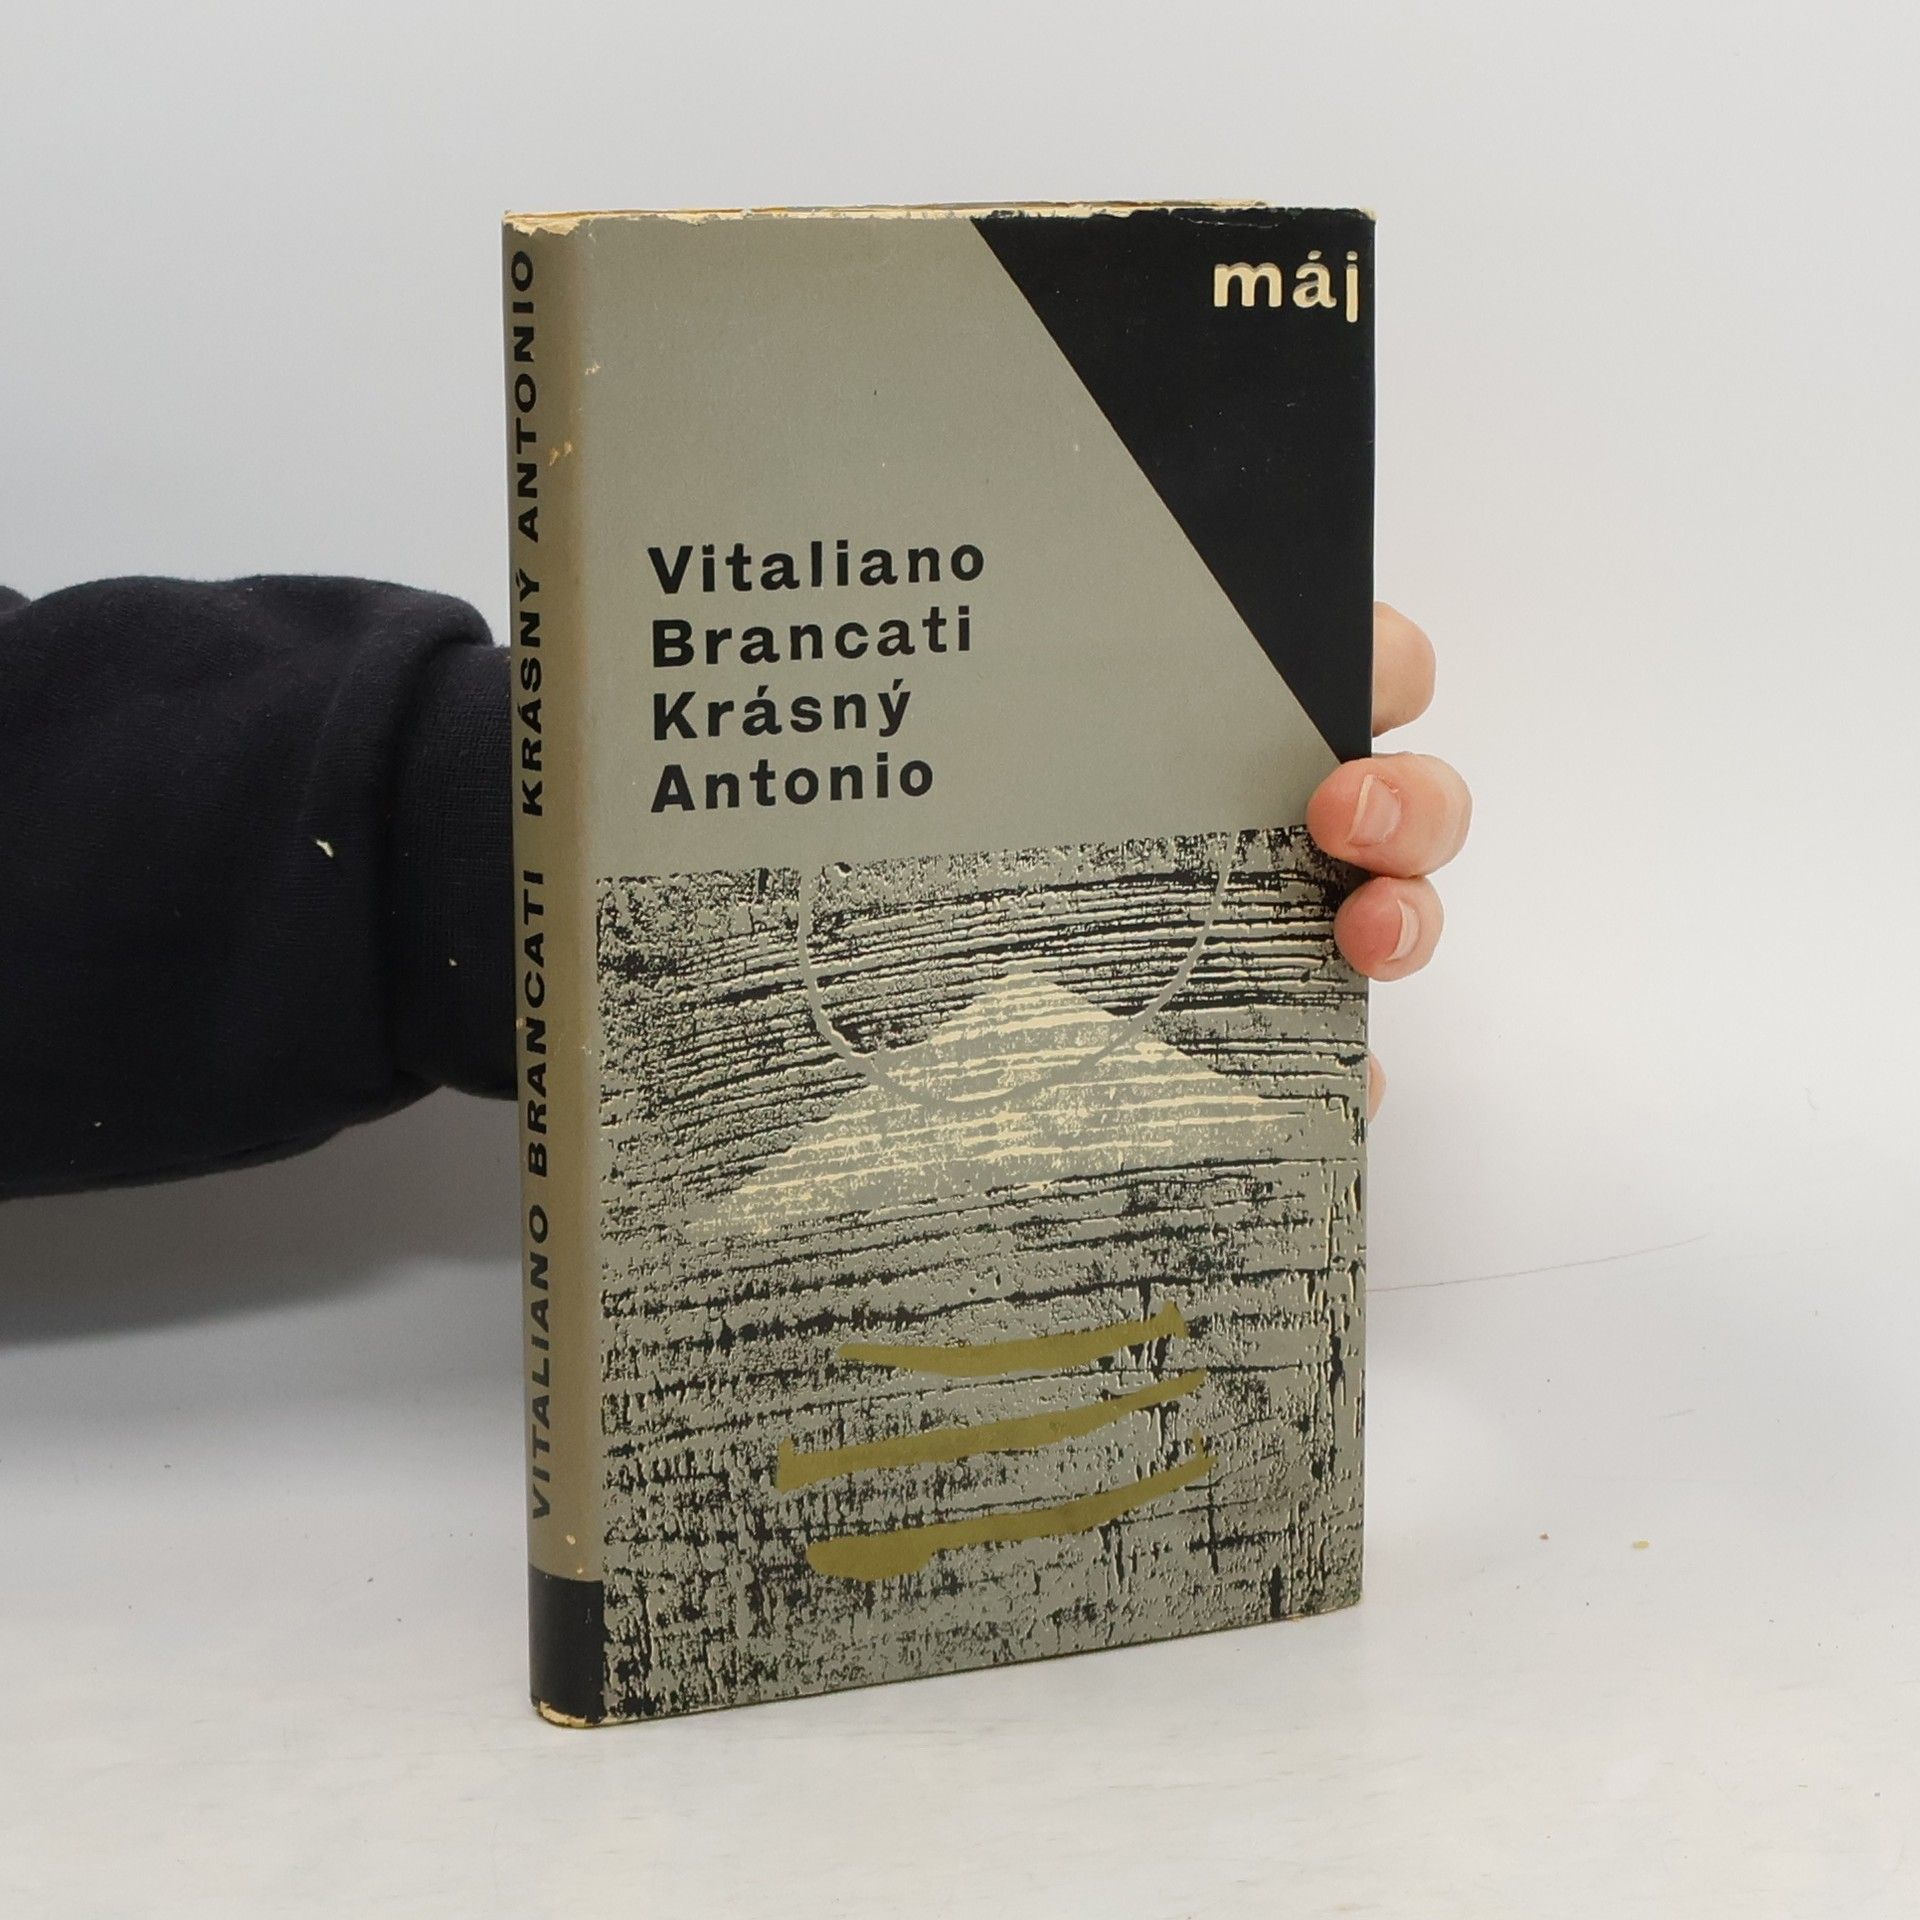 máj
Vitaliano
Brancati
Krásný
Antonio
VITALIANO BRANCATI KRÁSNÝ ANTONIO